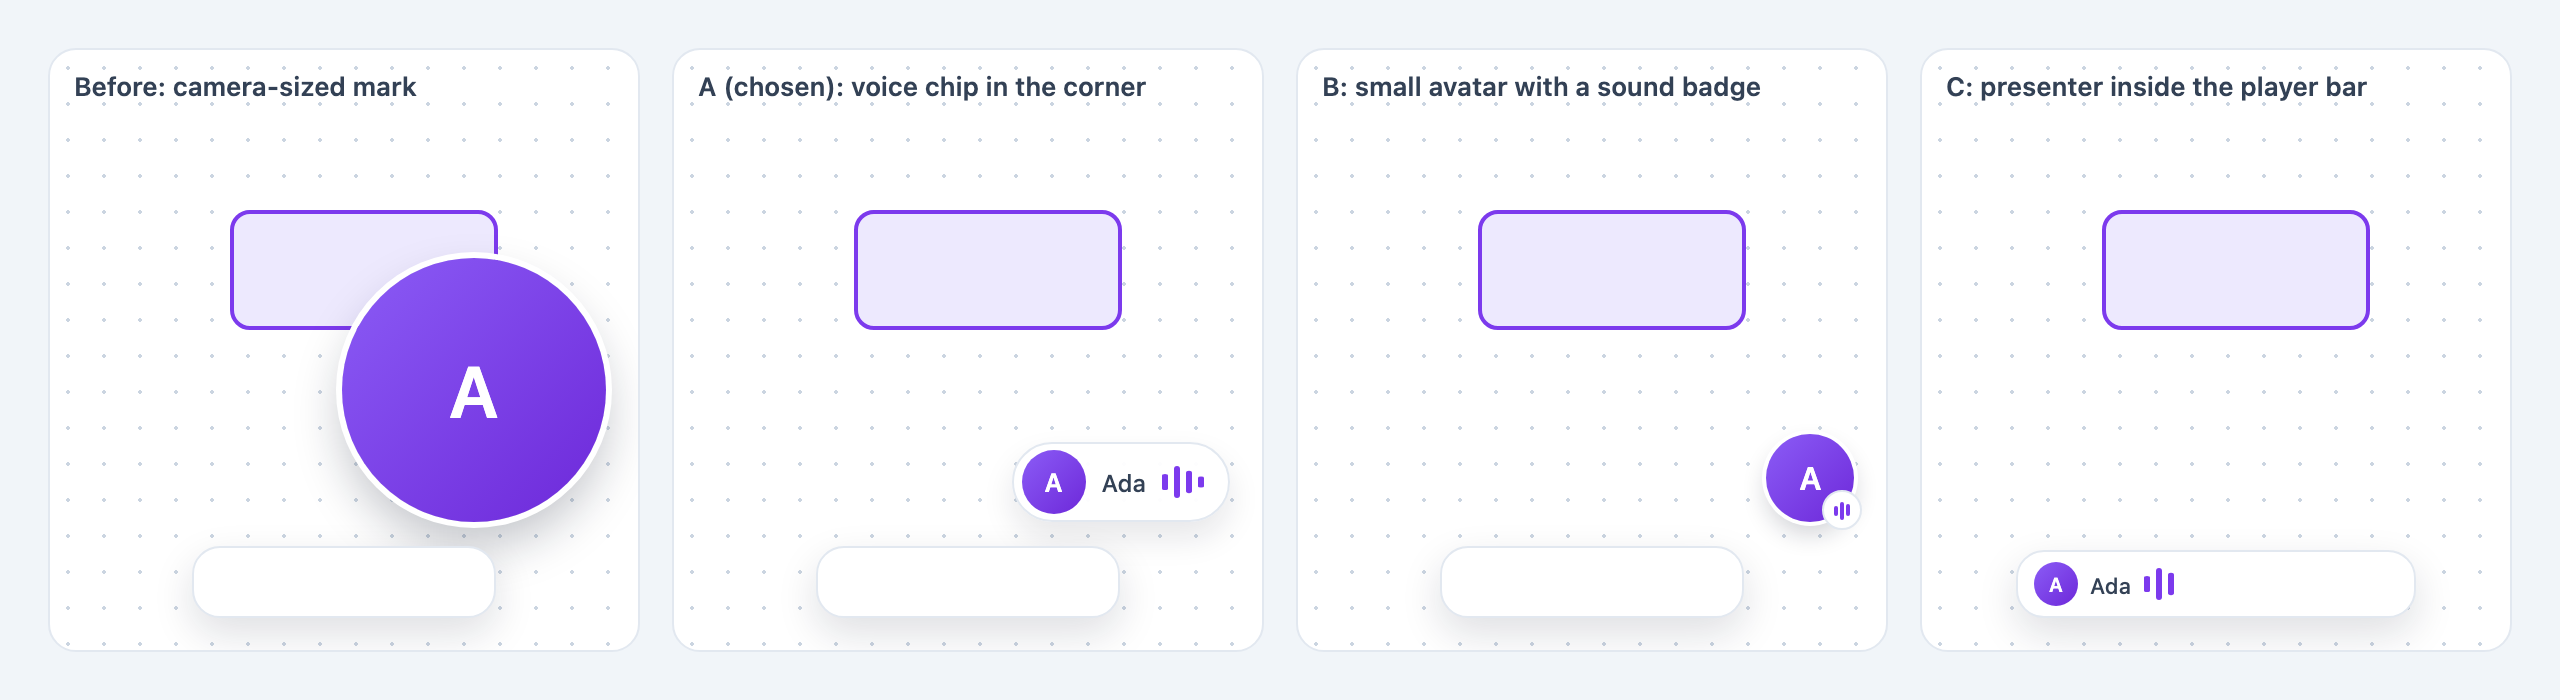 Before: camera-sized mark
A
A (chosen): voice chip in the corner
A Ada
B: small avatar with a sound badge
A
C: presenter inside the player bar
A Ada